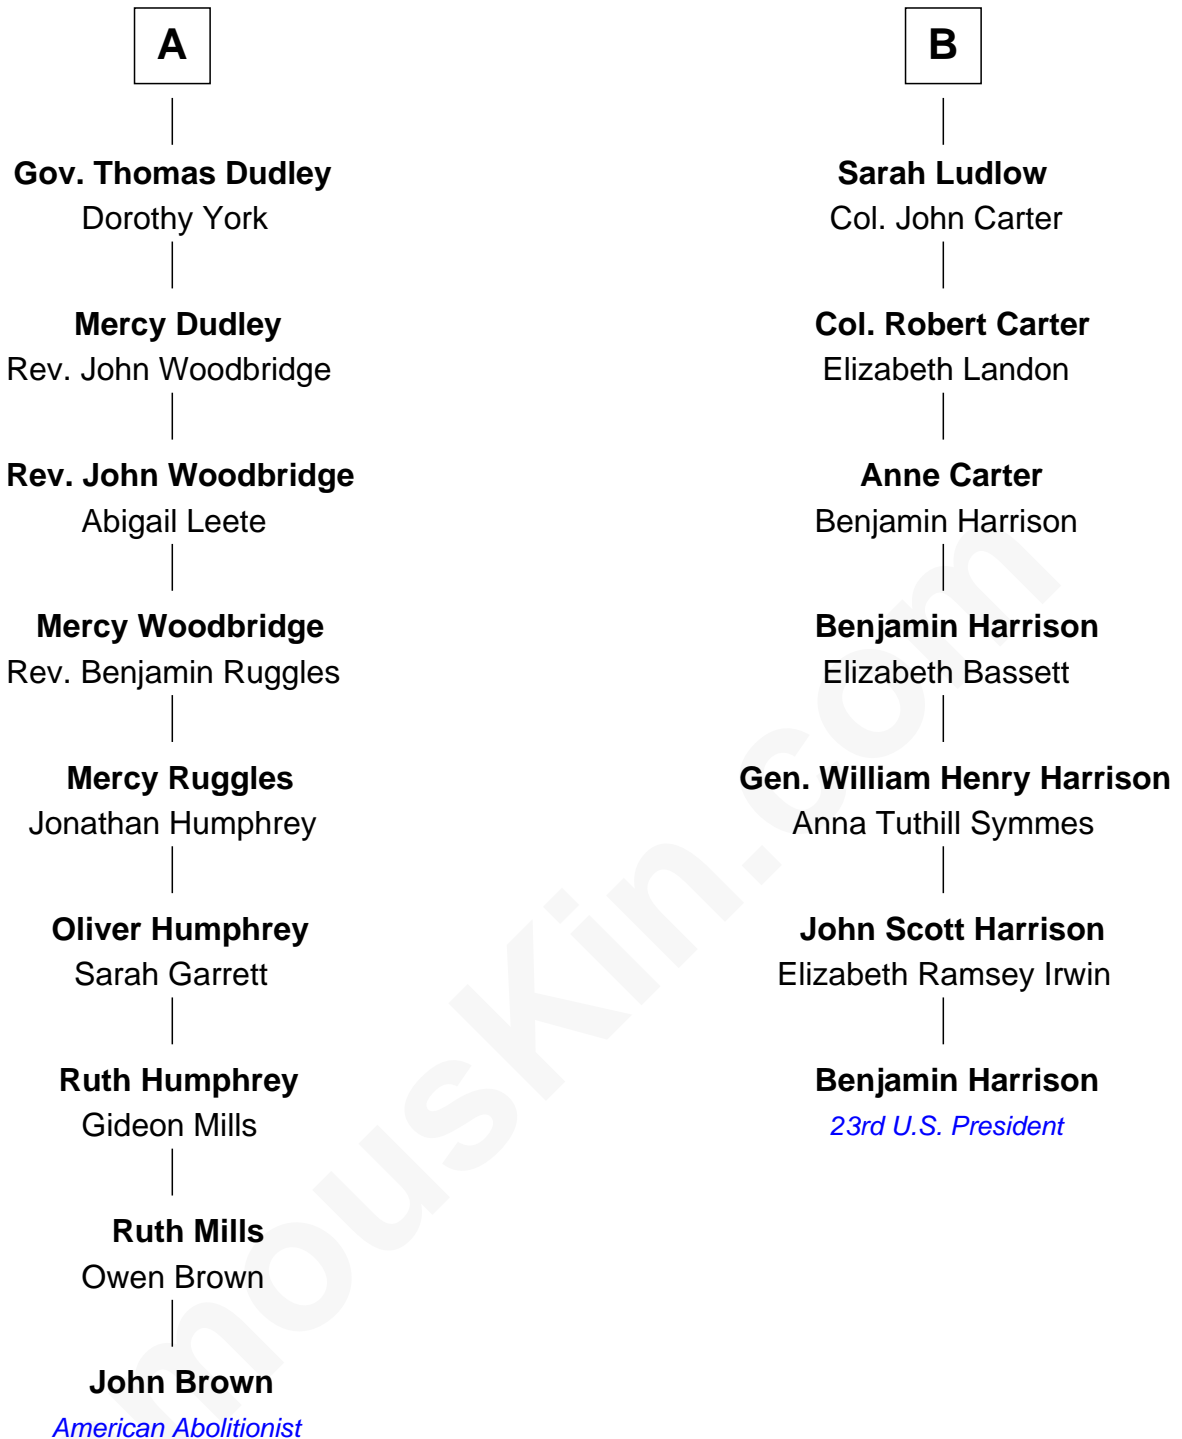 A
Gov. Thomas Dudley
Dorothy York
Mercy Dudley
Rev. John Woodbridge
Rev. John Woodbridge
Abigail Leete
Mercy Woodbridge
Rev. Benjamin Ruggles
Mercy Ruggles
Jonathan Humphrey
Oliver Humphrey
Sarah Garrett
Ruth Humphrey
Gideon Mills
Ruth Mills
Owen Brown
John Brown
American Abolitionist
B
Sarah Ludlow
Col. John Carter
Col. Robert Carter
Elizabeth Landon
Anne Carter
Benjamin Harrison
Benjamin Harrison
Elizabeth Bassett
Gen. William Henry Harrison
Anna Tuthill Symmes
John Scott Harrison
Elizabeth Ramsey Irwin
Benjamin Harrison
23rd U.S. President
mousKin.com